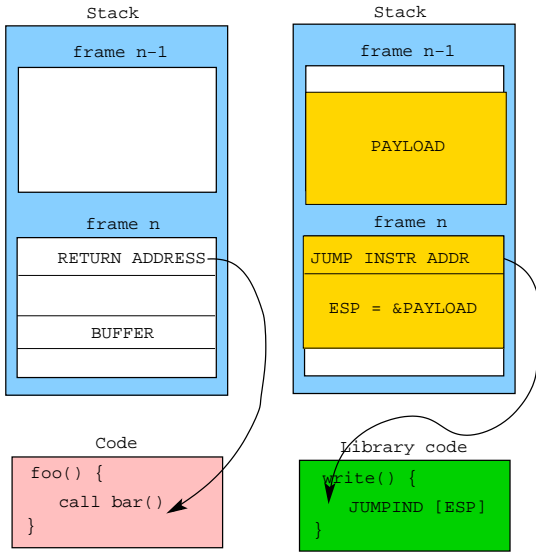 Stack
frame n-1
frame n
RETURN ADDRESS
BUFFER
Code
foo() {
call bar()
}
Stack
frame n-1
PAYLOAD
frame n
JUMP INSTR ADDR
ESP = &PAYLOAD
Library code
write() {
JUMPIND [ESP]
}